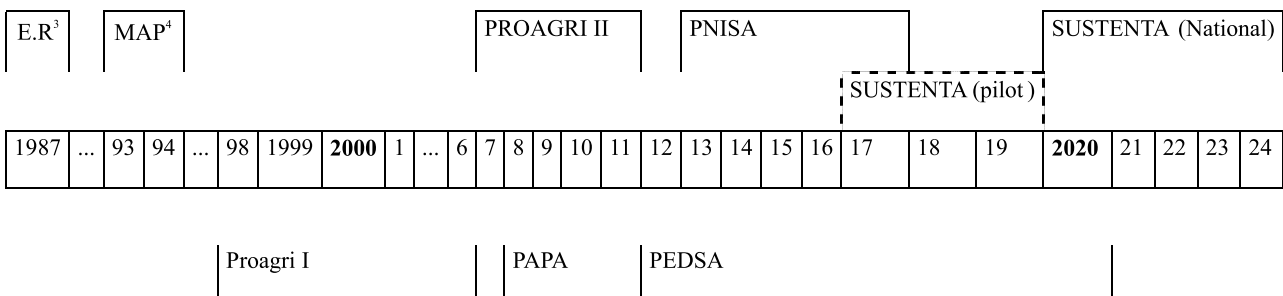 E.R³ MAP⁴ PROAGRI II PNISA SUSTENTA (National)
SUSTENTA (pilot)
1987 ... 93 94 ... 98 1999 2000 1 ... 6 7 8 9 10 11 12 13 14 15 16 17 18 19 2020 21 22 23 24
Proagri I PAPA PEDSA